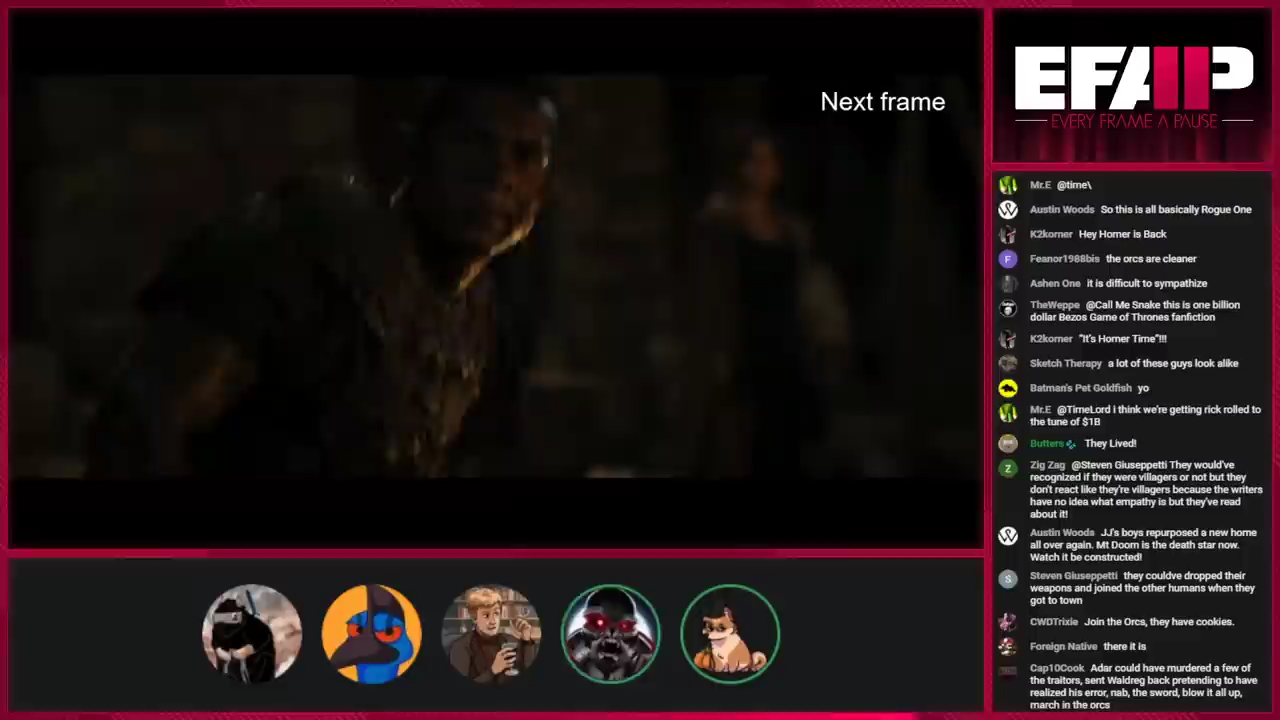 Next frame
EFAP
EVERY FRAME A PAUSE
Mr.E @time\
Austin Woods So this is all basically Rogue One
K2korner Hey Homer is Back
F Feanor1988bis the orcs are cleaner
Ashen One it is difficult to sympathize
TheWeppe @Call Me Snake this is one billion
dollar Bezos Game of Thrones fanfiction
K2korner "It's Homer Time"!!!
Sketch Therapy a lot of these guys look alike
Batman's Pet Goldfish yo
Mr.E @TimeLord i think we're getting rick rolled to
the tune of $1B
Butters They Lived!
Z Zig Zag @Steven Giuseppetti They would've
recognized if they were villagers or not but they
don't react like they're villagers because the writers
have no idea what empathy is but they've read
about it!
Austin Woods JJ's boys repurposed a new home
all over again. Mt Doom is the death star now.
Watch it be constructed!
S Steven Giuseppetti they couldve dropped their
weapons and joined the other humans when they
got to town
CWDTrixie Join the Orcs, they have cookies.
Foreign Native there it is
Cap10Cook Adar could have murdered a few of
the traitors, sent Waldreg back pretending to have
realized his error, nab, the sword, blow it all up,
march in the orcs